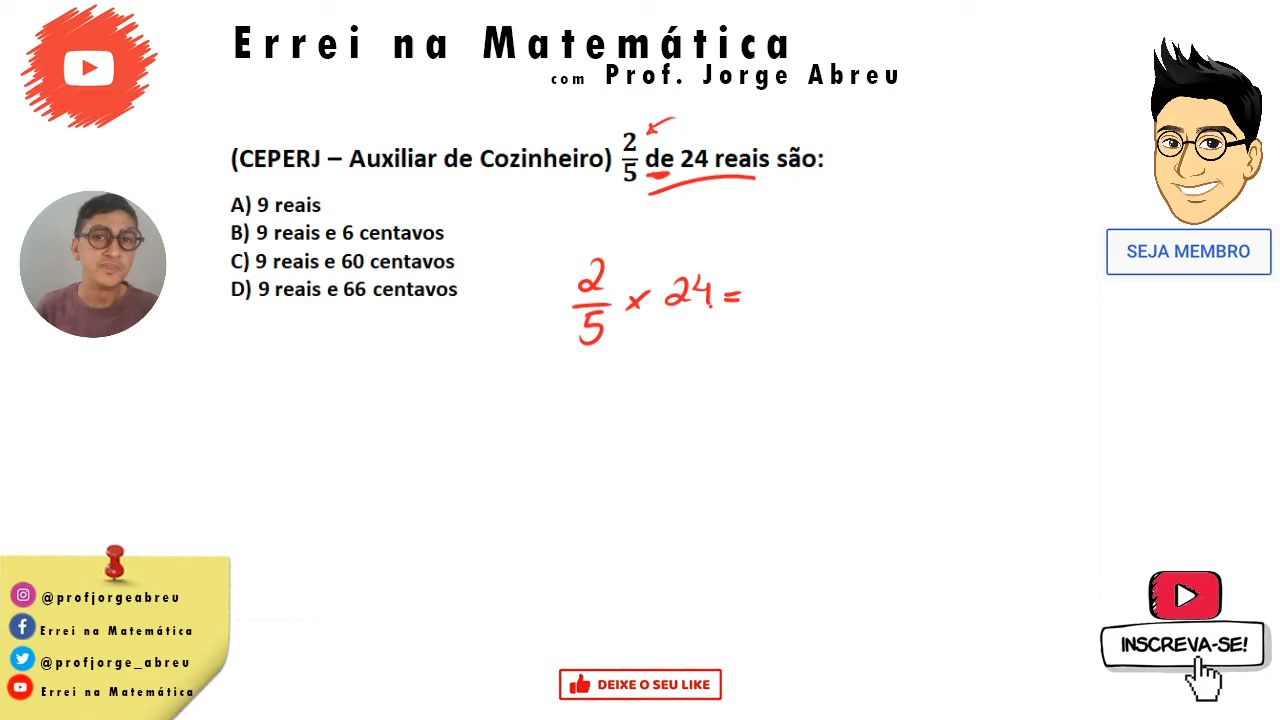 Errei na Matemática
com Prof. Jorge Abreu
(CEPERJ – Auxiliar de Cozinheiro) 2/5 de 24 reais são:
A) 9 reais
B) 9 reais e 6 centavos
C) 9 reais e 60 centavos
D) 9 reais e 66 centavos
2/5 × 24 =
SEJA MEMBRO
@profjorgeabreu
Errei na Matemática
@profjorge_abreu
Errei na Matemática
DEIXE O SEU LIKE
INSCREVA-SE!